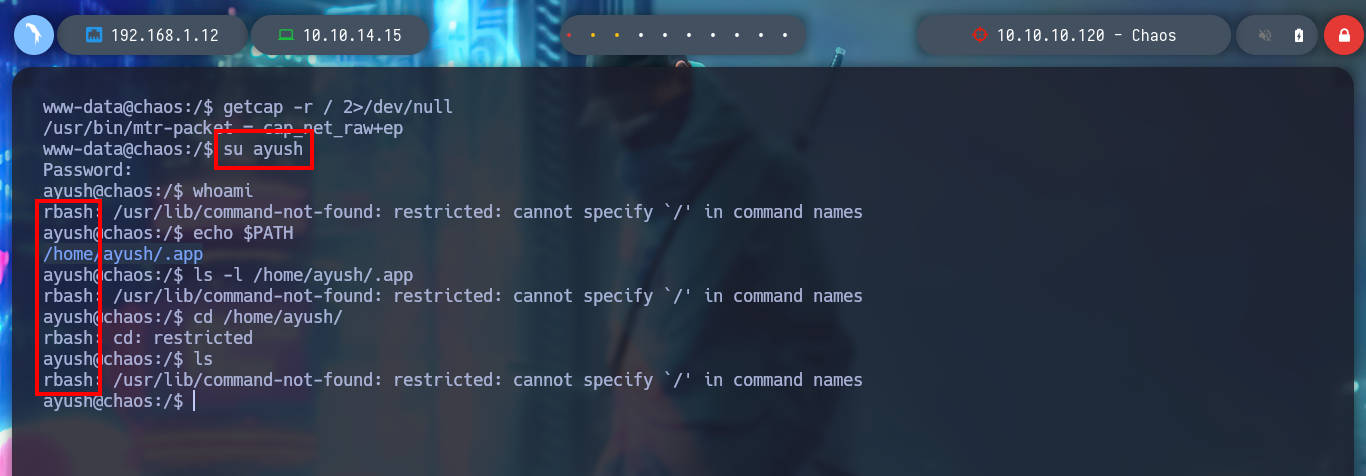 192.168.1.12 10.10.14.15 10.10.10.120 - Chaos
www-data@chaos:/$ getcap -r / 2>/dev/null
/usr/bin/mtr-packet = cap_net_raw+ep
www-data@chaos:/$ su ayush
Password:
ayush@chaos:/$ whoami
rbash: /usr/lib/command-not-found: restricted: cannot specify `/' in command names
ayush@chaos:/$ echo $PATH
/home/ayush/.app
ayush@chaos:/$ ls -l /home/ayush/.app
rbash: /usr/lib/command-not-found: restricted: cannot specify `/' in command names
ayush@chaos:/$ cd /home/ayush/
rbash: cd: restricted
ayush@chaos:/$ ls
rbash: /usr/lib/command-not-found: restricted: cannot specify `/' in command names
ayush@chaos:/$